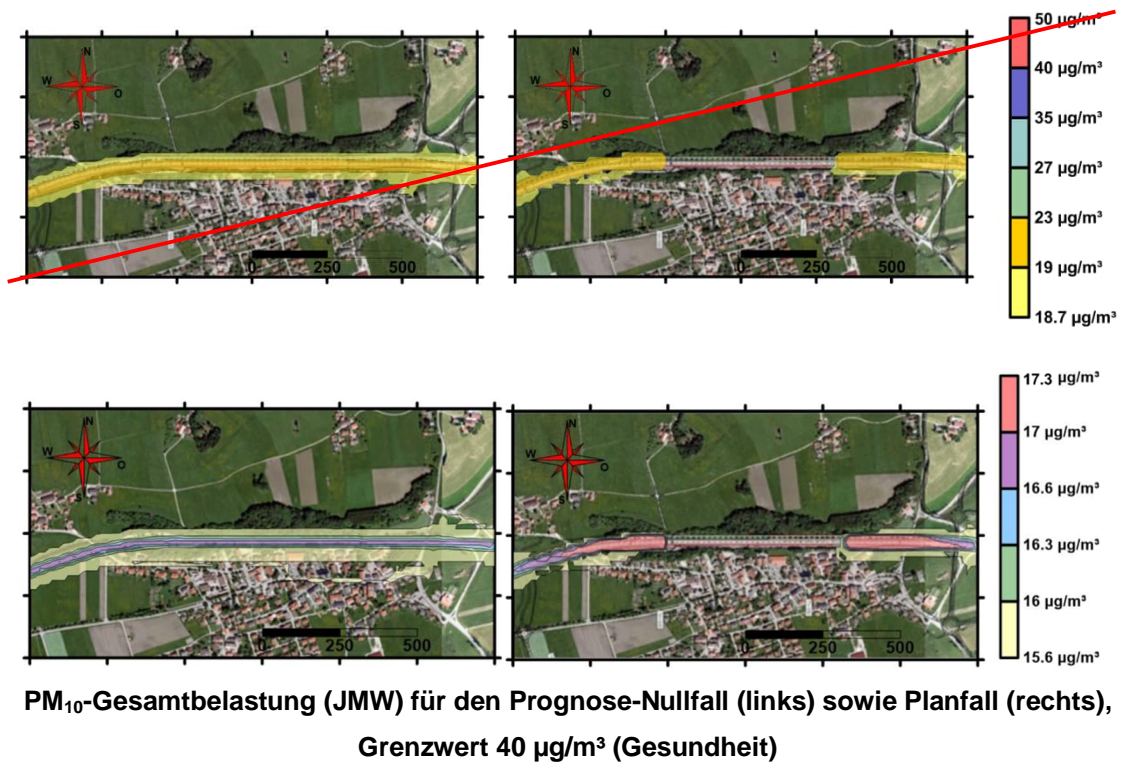 50 µg/m³
40 µg/m³
35 µg/m³
27 µg/m³
23 µg/m³
19 µg/m³
18.7 µg/m³
N
W
O
S
0 250 500
N
W
O
S
0 250 500
17.3 µg/m³
17 µg/m³
16.6 µg/m³
16.3 µg/m³
16 µg/m³
15.6 µg/m³
N
W
O
S
0 250 500
N
W
O
S
0 250 500
PM₁₀-Gesamtbelastung (JMW) für den Prognose-Nullfall (links) sowie Planfall (rechts),
Grenzwert 40 µg/m³ (Gesundheit)